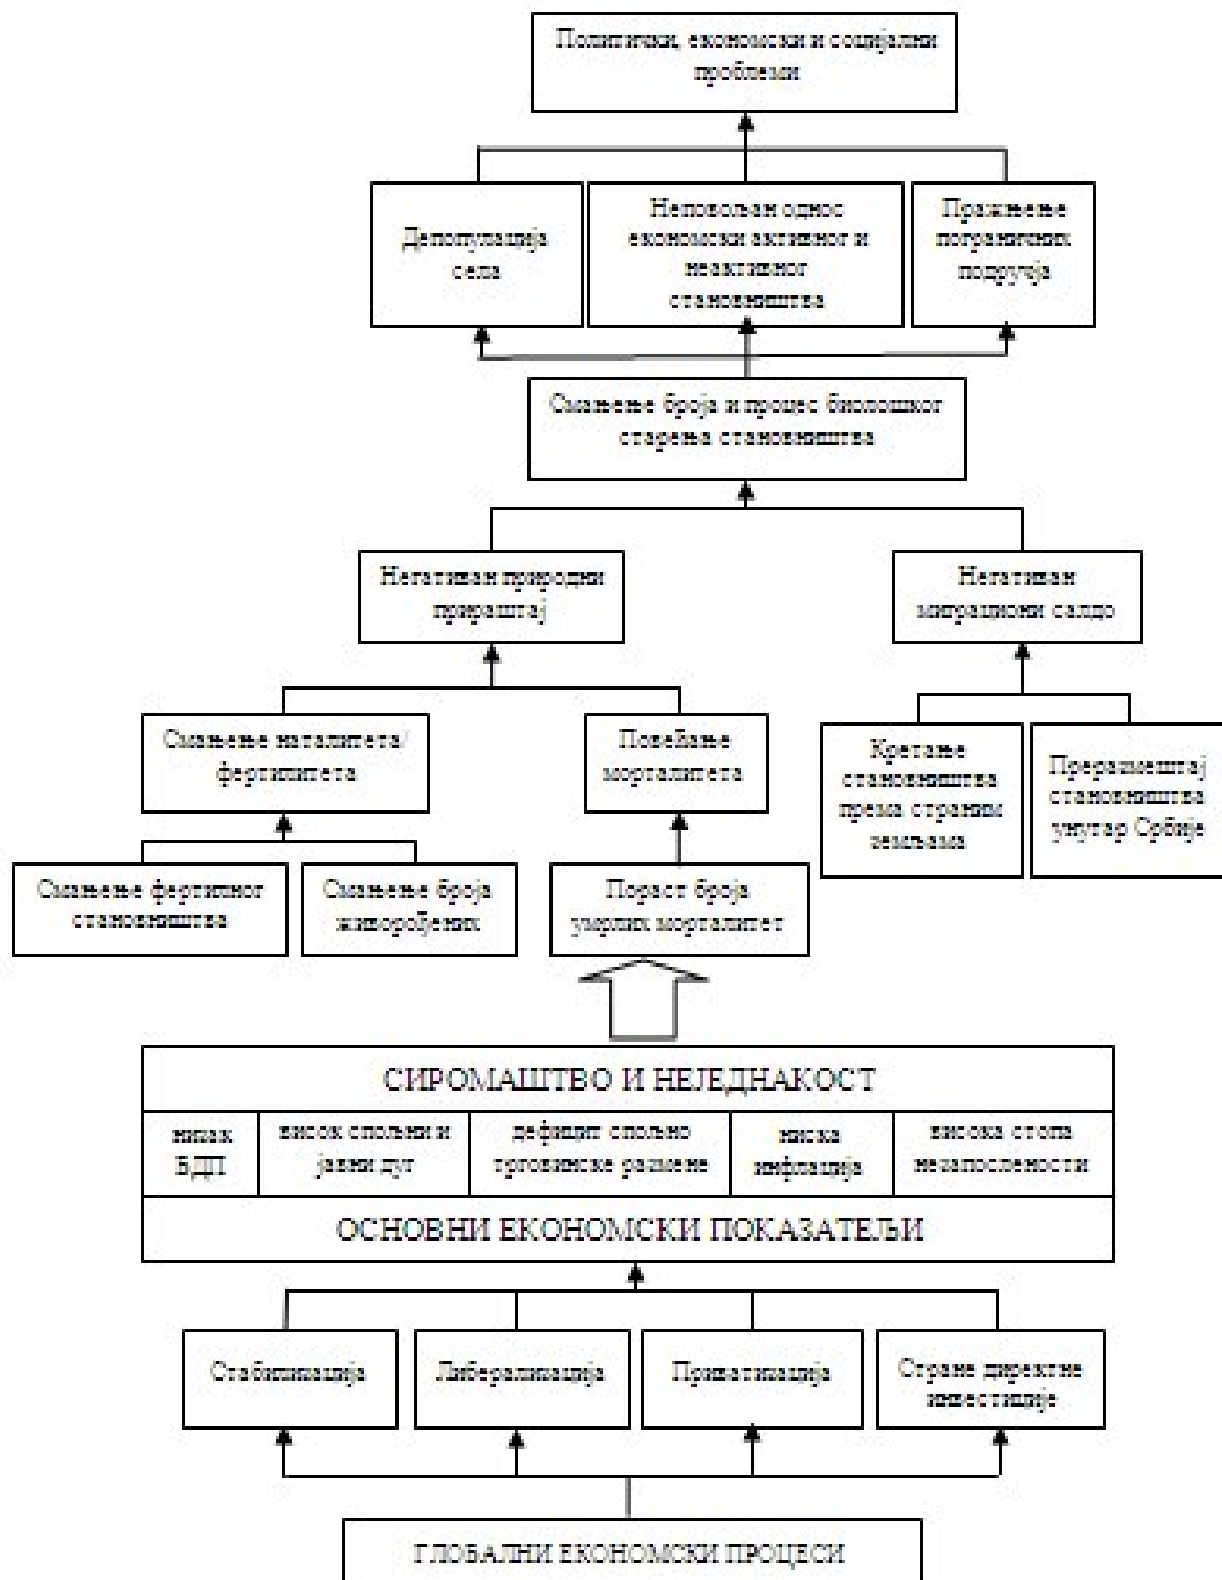 Политички, економски и социјални
проблеми
Депопулација
села
Неповољан однос
економски активног и
неактивног
становништва
Пражњење
пограничних
подручја
Смањење броја и процес биолошког
старења становништва
Негативан природни
прираштај
Негативан
миграциони салдо
Смањење наталитета/
фертилитета
Повећање
морталитета
Кретање
становништва
према страним
земљама
Преразмештај
становништва
унутар Србије
Смањење фертилног
становништва
Смањење броја
живорођених
Пораст броја
умрлих морталитет
СИРОМАШТВО И НЕЈЕДНАКОСТ
низак
БДП
висок спољни и
јавни дуг
дефицит спољно
трговинске размене
ниска
инфлација
висока стопа
незапослености
ОСНОВНИ ЕКОНОМСКИ ПОКАЗАТЕЉИ
Стабилизација
Либерализација
Приватизација
Стране директне
инвестиције
ГЛОБАЛНИ ЕКОНОМСКИ ПРОЦЕСИ